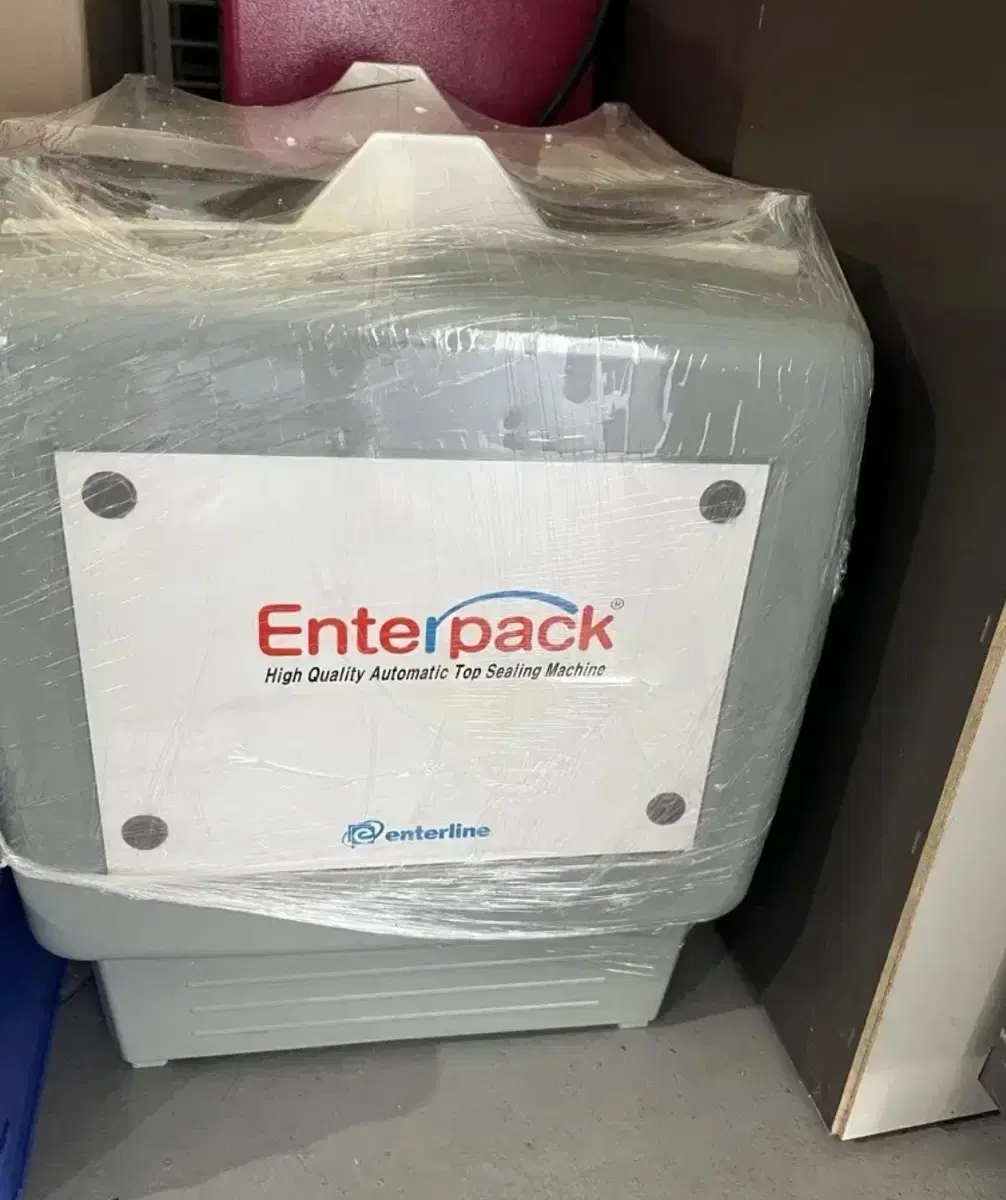 Enterpack®
High Quality Automatic Top Sealing Machine
enterline